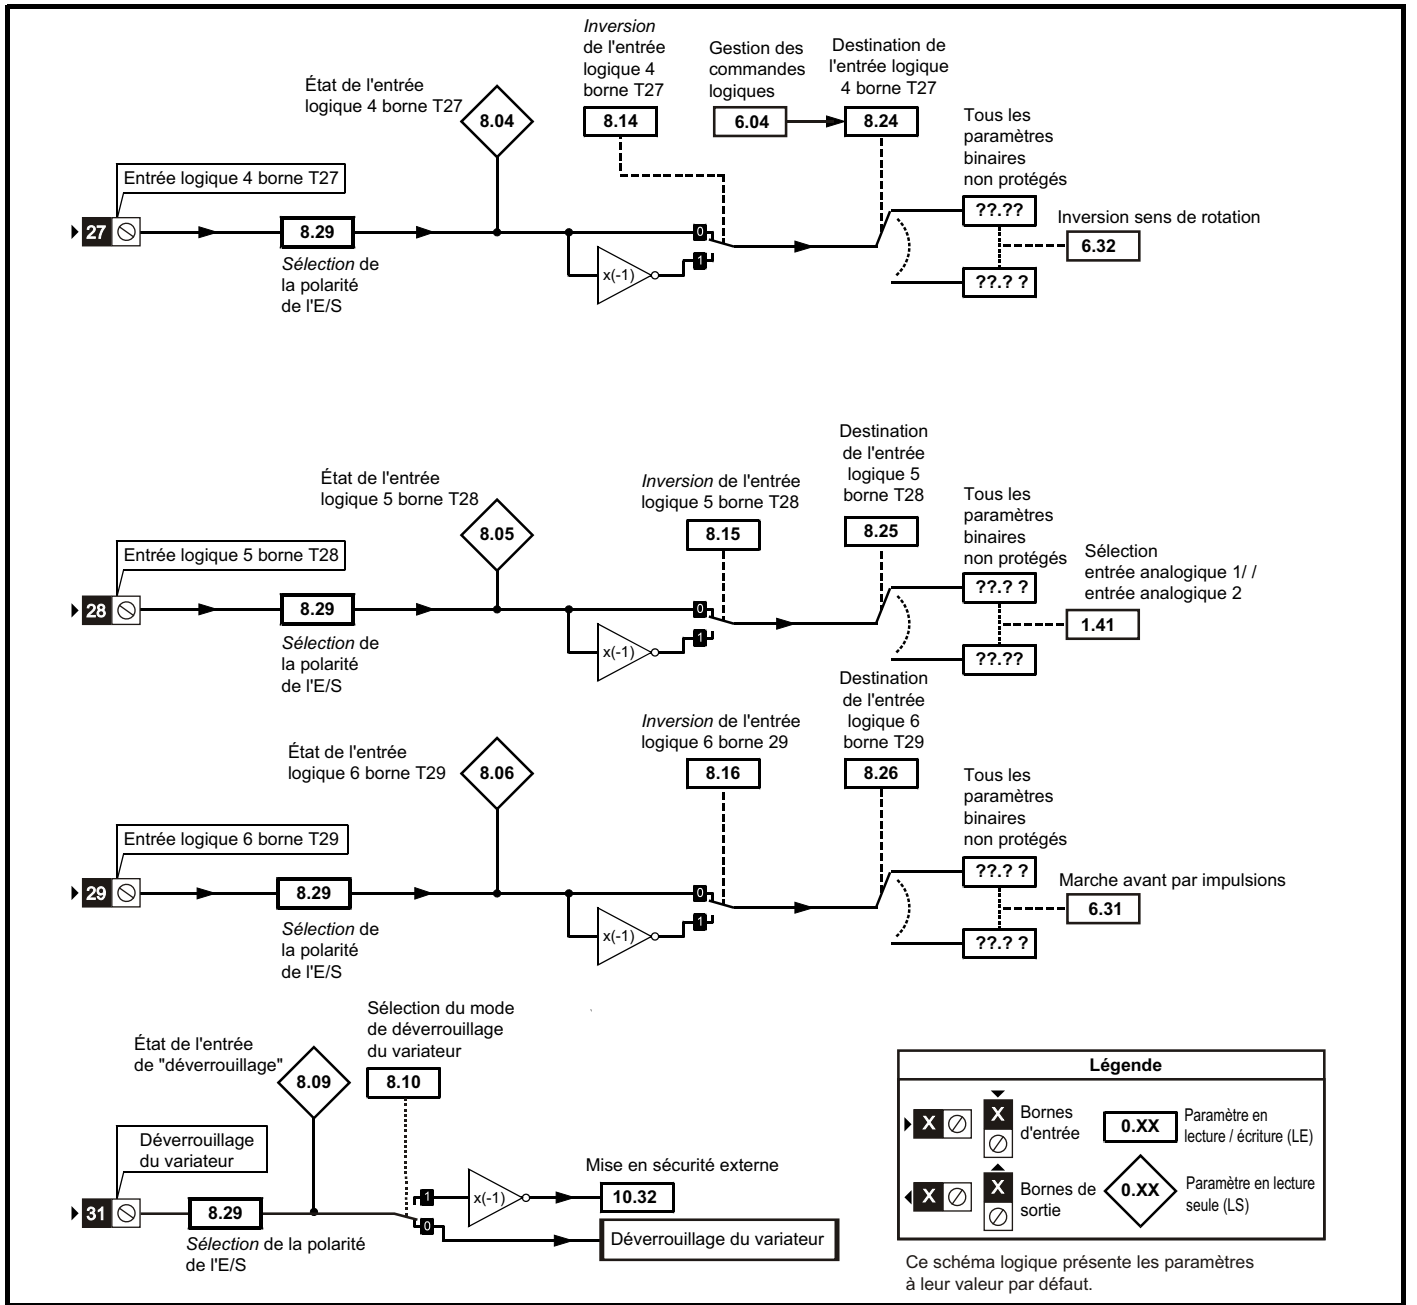 Inversion
de l'entrée
logique 4
borne T27
Gestion des
commandes
logiques
Destination de
l'entrée logique
4 borne T27
État de l'entrée
logique 4 borne T27
8.04
8.14
6.04
8.24
Tous les
paramètres
binaires
non protégés
Entrée logique 4 borne T27
27
8.29
0
1
x(-1)
??.??
Inversion sens de rotation
6.32
??.? ?
Sélection de
la polarité
de l'E/S
État de l'entrée
logique 5 borne T28
8.05
Inversion de l'entrée
logique 5 borne T28
8.15
Destination
de l'entrée
logique 5
borne T28
8.25
Tous les
paramètres
binaires
non protégés
Entrée logique 5 borne T28
28
8.29
0
1
x(-1)
??.? ?
Sélection
entrée analogique 1/ /
entrée analogique 2
1.41
??.??
Sélection de
la polarité
de l'E/S
État de l'entrée
logique 6 borne T29
8.06
Inversion de l'entrée
logique 6 borne 29
8.16
Destination
de l'entrée
logique 6
borne T29
8.26
Tous les
paramètres
binaires
non protégés
Entrée logique 6 borne T29
29
8.29
0
1
x(-1)
??.? ?
Marche avant par impulsions
6.31
??.? ?
Sélection de
la polarité
de l'E/S
État de l'entrée
de "déverrouillage"
8.09
Sélection du mode
de déverrouillage
du variateur
8.10
Déverrouillage
du variateur
31
8.29
Sélection de la polarité
de l'E/S
1
0
x(-1)
Mise en sécurité externe
10.32
Déverrouillage du variateur
Légende
X
X
Bornes
d'entrée
0.XX
Paramètre en
lecture / écriture (LE)
X
X
Bornes de
sortie
0.XX
Paramètre en lecture
seule (LS)
Ce schéma logique présente les paramètres
à leur valeur par défaut.